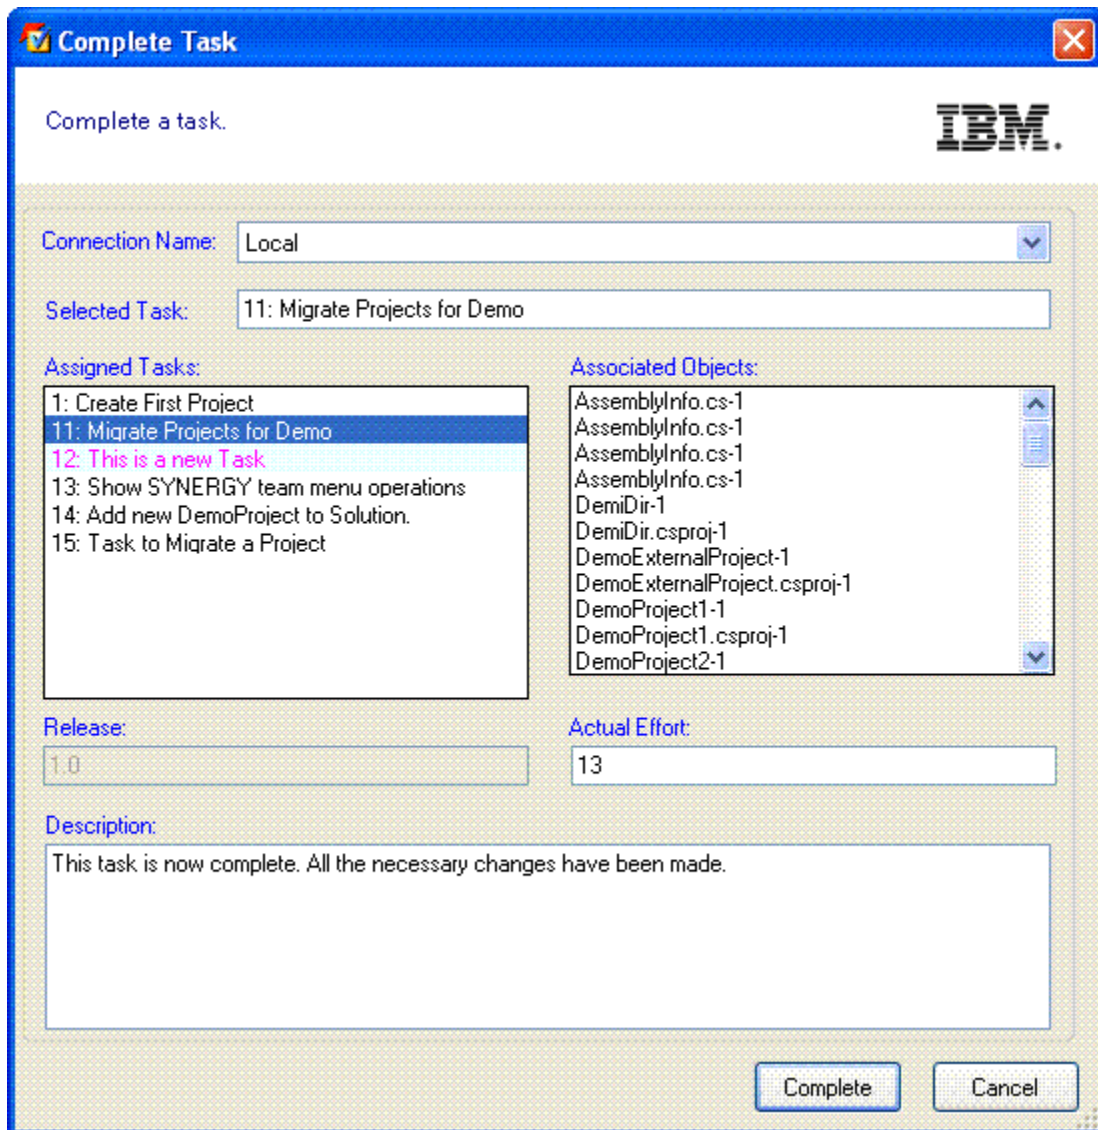 Complete Task
Complete a task.
IBM.
Connection Name:
Local
Selected Task:
11: Migrate Projects for Demo
Assigned Tasks:
1: Create First Project
11: Migrate Projects for Demo
12: This is a new Task
13: Show SYNERGY team menu operations
14: Add new DemoProject to Solution.
15: Task to Migrate a Project
Associated Objects:
AssemblyInfo.cs-1
AssemblyInfo.cs-1
AssemblyInfo.cs-1
AssemblyInfo.cs-1
DemiDir-1
DemiDir.csproj-1
DemoExternalProject-1
DemoExternalProject.csproj-1
DemoProject1-1
DemoProject1.csproj-1
DemoProject2-1
Release:
1.0
Actual Effort:
13
Description:
This task is now complete. All the necessary changes have been made.
Complete
Cancel